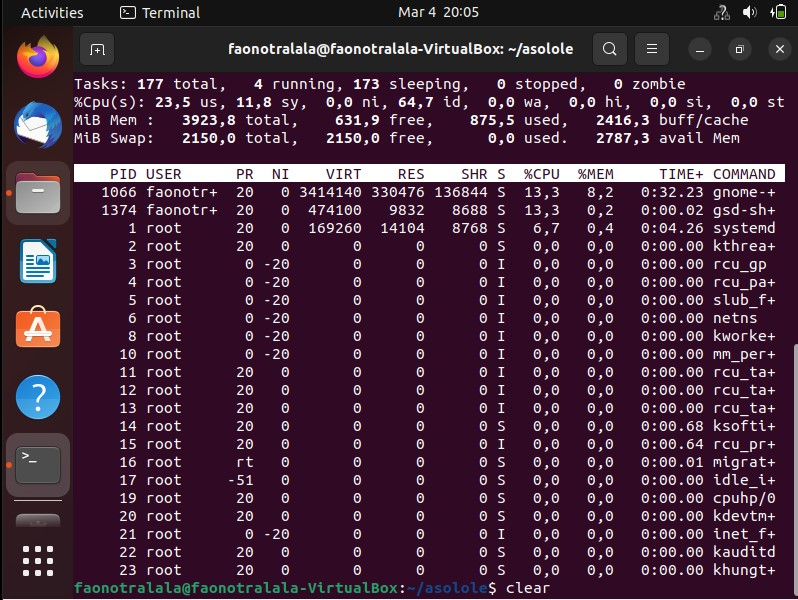 Activities Terminal Mar 4 20:05
faonotralala@faonotralala-VirtualBox: ~/asolole
Tasks: 177 total, 4 running, 173 sleeping, 0 stopped, 0 zombie
%Cpu(s): 23,5 us, 11,8 sy, 0,0 ni, 64,7 id, 0,0 wa, 0,0 hi, 0,0 si, 0,0 st
MiB Mem : 3923,8 total, 631,9 free, 875,5 used, 2416,3 buff/cache
MiB Swap: 2150,0 total, 2150,0 free, 0,0 used. 2787,3 avail Mem
PID USER PR NI VIRT RES SHR S %CPU %MEM TIME+ COMMAND
1066 faonotr+ 20 0 3414140 330476 136844 S 13,3 8,2 0:32.23 gnome-+
1374 faonotr+ 20 0 474100 9832 8688 S 13,3 0,2 0:00.02 gsd-sh+
1 root 20 0 169260 14104 8768 S 6,7 0,4 0:04.26 systemd
2 root 20 0 0 0 0 S 0,0 0,0 0:00.00 kthrea+
3 root 0 -20 0 0 0 I 0,0 0,0 0:00.00 rcu_gp
4 root 0 -20 0 0 0 I 0,0 0,0 0:00.00 rcu_pa+
5 root 0 -20 0 0 0 I 0,0 0,0 0:00.00 slub_f+
6 root 0 -20 0 0 0 I 0,0 0,0 0:00.00 netns
8 root 0 -20 0 0 0 I 0,0 0,0 0:00.00 kworke+
10 root 0 -20 0 0 0 I 0,0 0,0 0:00.00 mm_per+
11 root 20 0 0 0 0 I 0,0 0,0 0:00.00 rcu_ta+
12 root 20 0 0 0 0 I 0,0 0,0 0:00.00 rcu_ta+
13 root 20 0 0 0 0 I 0,0 0,0 0:00.00 rcu_ta+
14 root 20 0 0 0 0 S 0,0 0,0 0:00.68 ksofti+
15 root 20 0 0 0 0 I 0,0 0,0 0:00.64 rcu_pr+
16 root rt 0 0 0 0 S 0,0 0,0 0:00.01 migrat+
17 root -51 0 0 0 0 S 0,0 0,0 0:00.00 idle_i+
19 root 20 0 0 0 0 S 0,0 0,0 0:00.00 cpuhp/0
20 root 20 0 0 0 0 S 0,0 0,0 0:00.00 kdevtm+
21 root 0 -20 0 0 0 I 0,0 0,0 0:00.00 inet_f+
22 root 20 0 0 0 0 S 0,0 0,0 0:00.00 kauditd
23 root 20 0 0 0 0 S 0,0 0,0 0:00.00 khungt+
faonotralala@faonotralala-VirtualBox:~/asolole$ clear